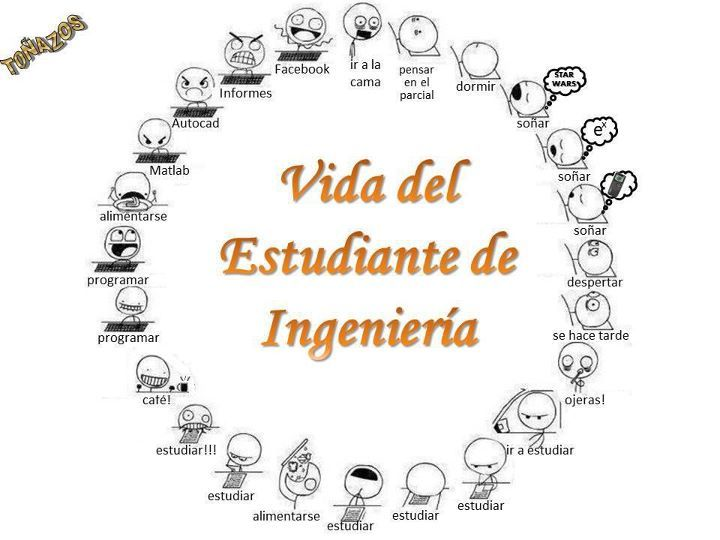 TOÑAZOS
Facebook
ir a la
cama
pensar
en el
parcial
dormir
STAR
WARS
soñar
eˣ
soñar
soñar
despertar
se hace tarde
ojeras!
ir a estudiar
estudiar
estudiar
estudiar
alimentarse
estudiar
estudiar!!!
café!
programar
programar
alimentarse
Matlab
Autocad
Informes
Vida del
Estudiante de
Ingeniería